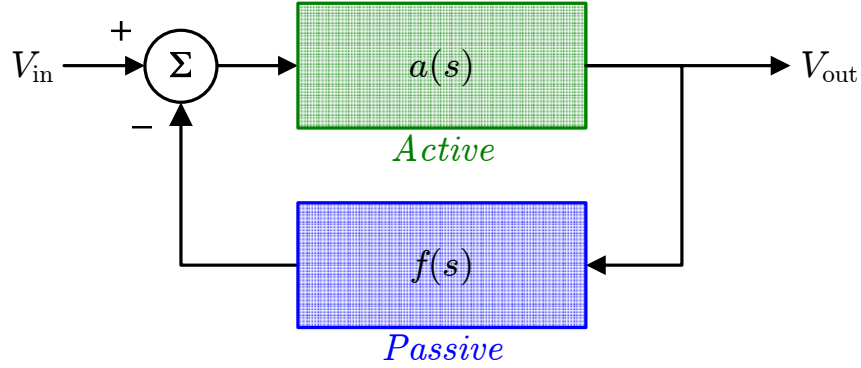 +
V_in
Σ
a(s)
V_out
−
Active
f(s)
Passive